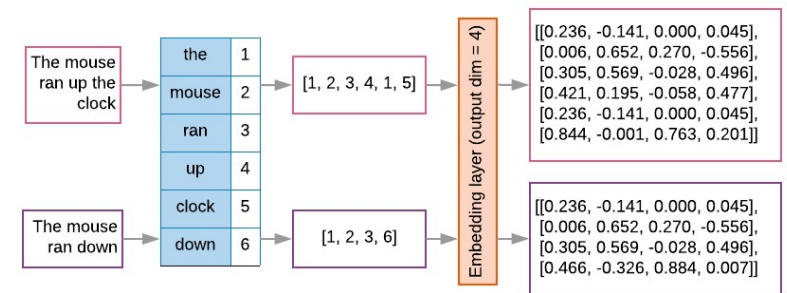 The mouse
ran up the
clock
the 1
mouse 2
ran 3
up 4
clock 5
down 6
[1, 2, 3, 4, 1, 5]
Embedding layer (output dim = 4)
[[0.236, -0.141, 0.000, 0.045],
[0.006, 0.652, 0.270, -0.556],
[0.305, 0.569, -0.028, 0.496],
[0.421, 0.195, -0.058, 0.477],
[0.236, -0.141, 0.000, 0.045],
[0.844, -0.001, 0.763, 0.201]]
The mouse
ran down
[1, 2, 3, 6]
[[0.236, -0.141, 0.000, 0.045],
[0.006, 0.652, 0.270, -0.556],
[0.305, 0.569, -0.028, 0.496],
[0.466, -0.326, 0.884, 0.007]]